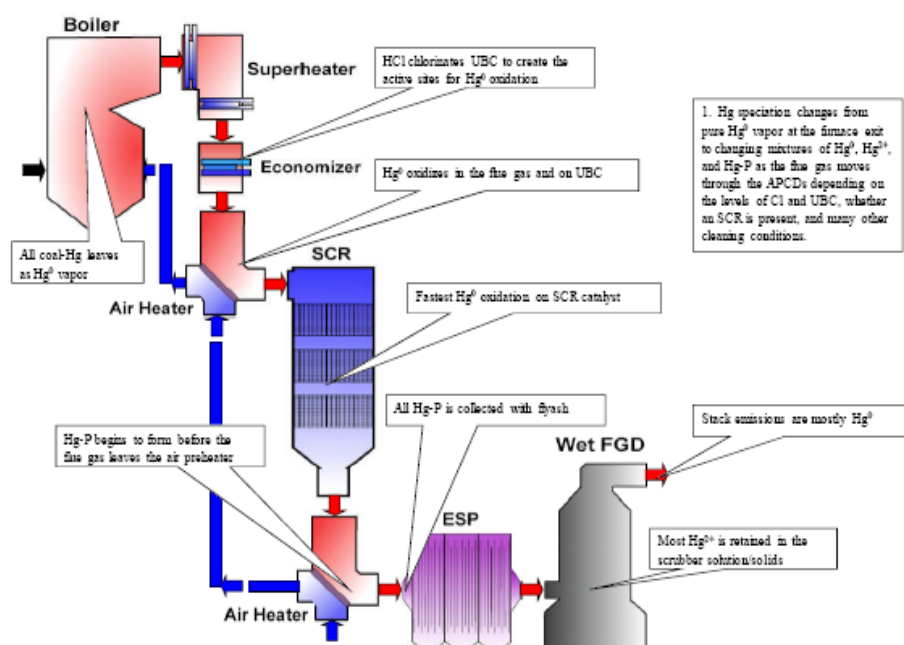 Boiler
Superheater
HCl chlorinates UBC to create the
active sites for Hg⁰ oxidation
1. Hg speciation changes from
pure Hg⁰ vapor at the furnace exit
to changing mixtures of Hg⁰, Hg²⁺,
and Hg-P as the flue gas moves
through the APCDs depending on
the levels of Cl and UBC, whether
an SCR is present, and many other
cleaning conditions.
Economizer
Hg⁰ oxidizes in the flue gas and on UBC
All coal-Hg leaves
as Hg⁰ vapor
SCR
Air Heater
Fastest Hg⁰ oxidation on SCR catalyst
All Hg-P is collected with flyash
Stack emissions are mostly Hg⁰
Hg-P begins to form before the
flue gas leaves the air preheater
Wet FGD
ESP
Most Hg²⁺ is retained in the
scrubber solution/solids
Air Heater